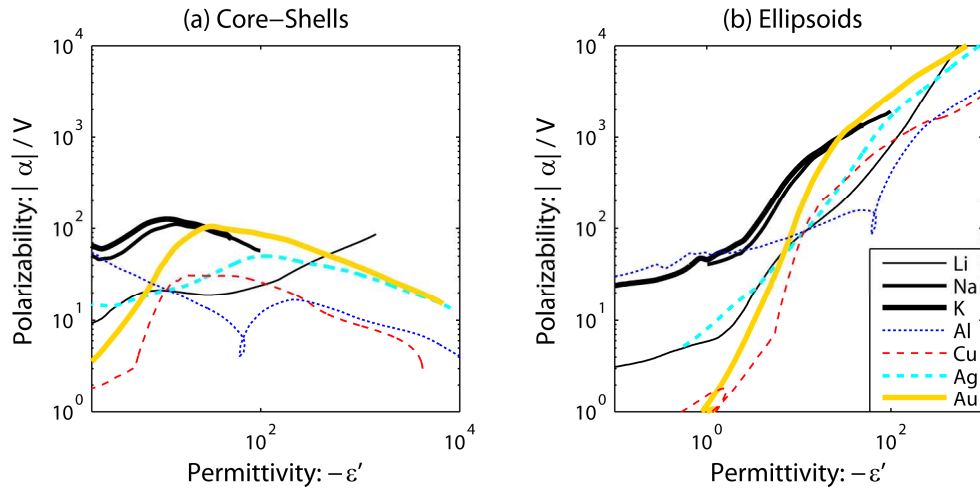 (a) Core–Shells
Polarizability: | α| / V
10^4
10^3
10^2
10^1
10^0
10^2
10^4
Permittivity: −ε′
(b) Ellipsoids
Polarizability: | α| / V
10^4
10^3
10^2
10^1
10^0
10^0
10^2
Permittivity: −ε′
Li
Na
K
Al
Cu
Ag
Au